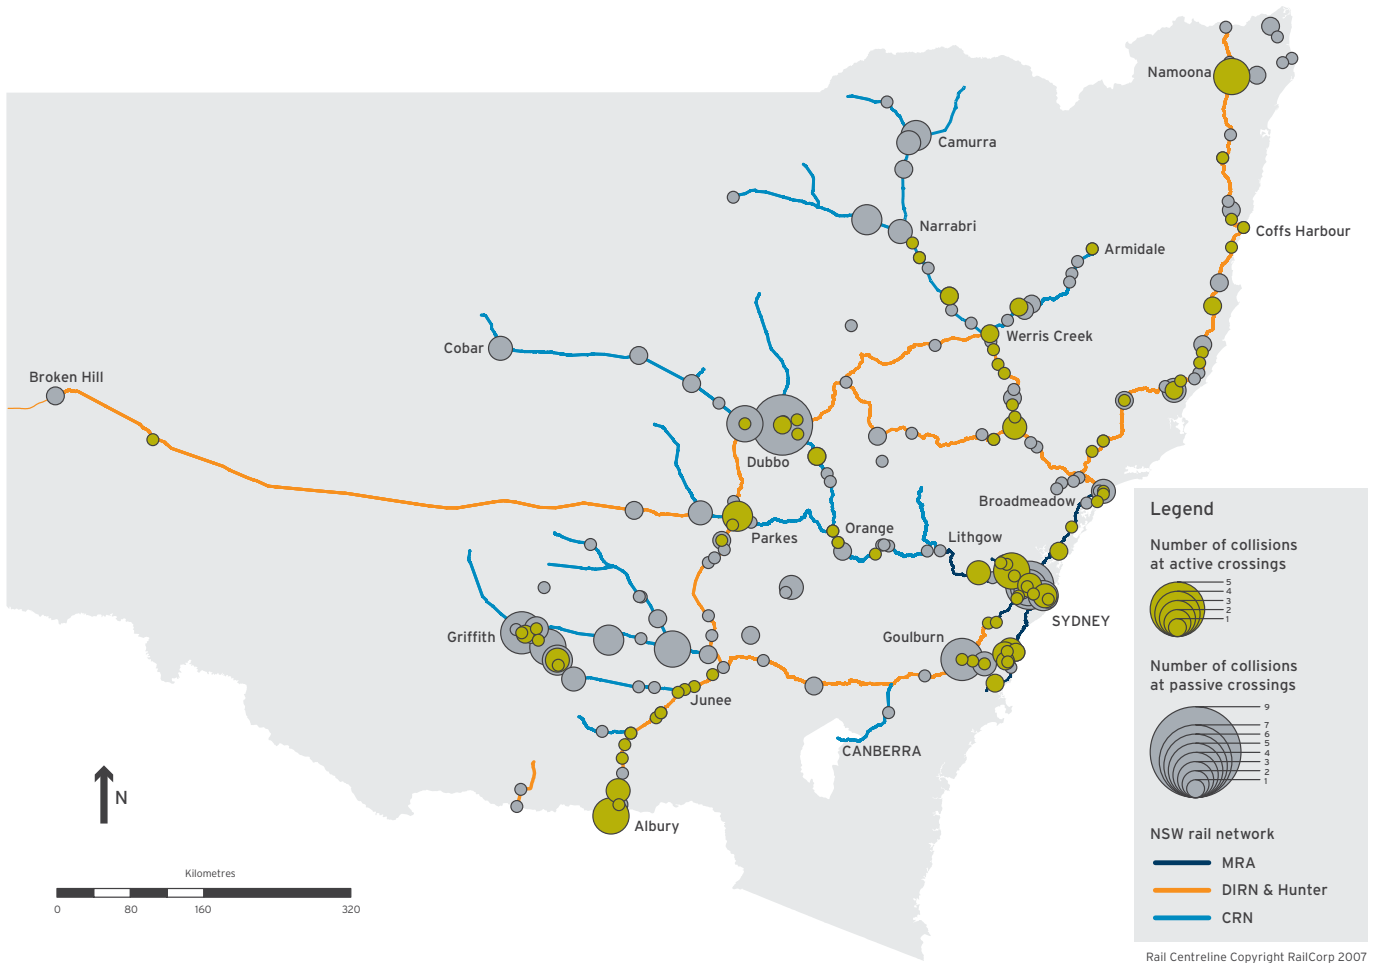 Namoona
Camurra
Narrabri
Coffs Harbour
Armidale
Werris Creek
Cobar
Broken Hill
Dubbo
Broadmeadow
Parkes
Orange
Lithgow
SYDNEY
Griffith
Goulburn
Junee
CANBERRA
Albury
N
Kilometres
0 80 160 320
Legend
Number of collisions
at active crossings
5
4
3
2
1
Number of collisions
at passive crossings
9
7
6
5
4
3
2
1
NSW rail network
MRA
DIRN & Hunter
CRN
Rail Centreline Copyright RailCorp 2007